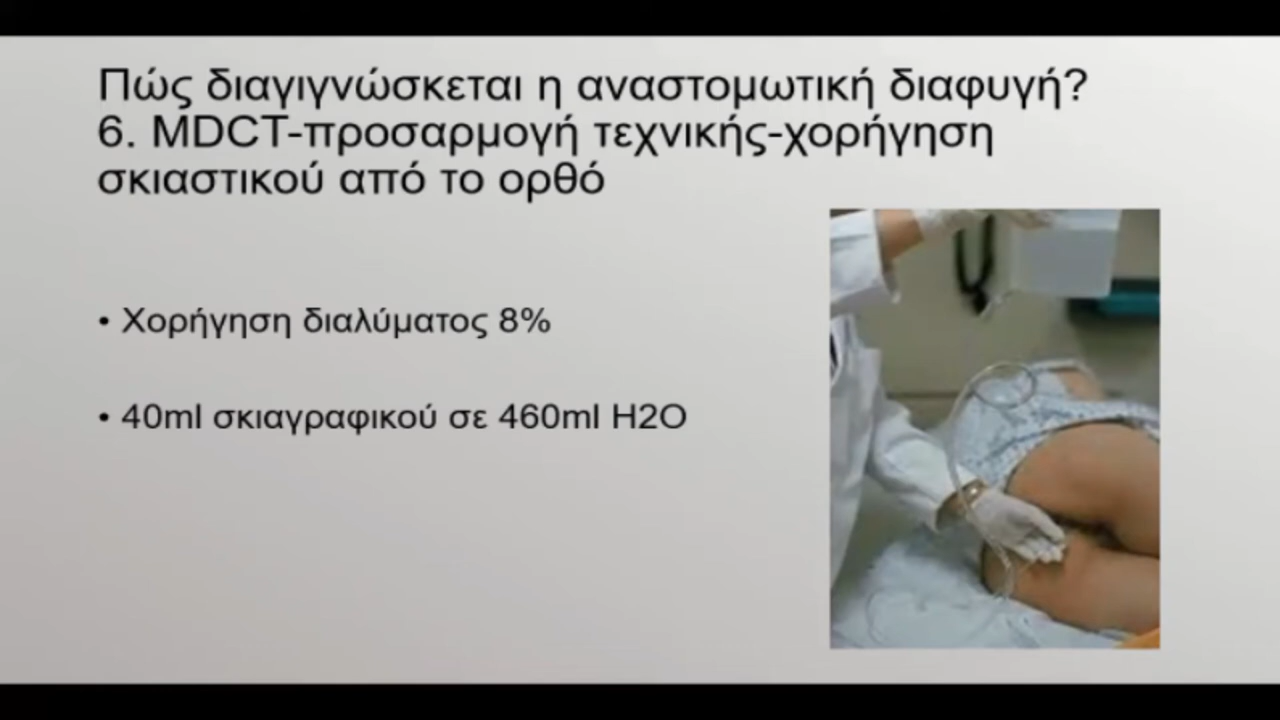 Πώς διαγιγνώσκεται η αναστομωτική διαφυγή?
6. MDCT-προσαρμογή τεχνικής-χορήγηση
σκιαστικού από το ορθό
• Χορήγηση διαλύματος 8%
• 40ml σκιαγραφικού σε 460ml H2O